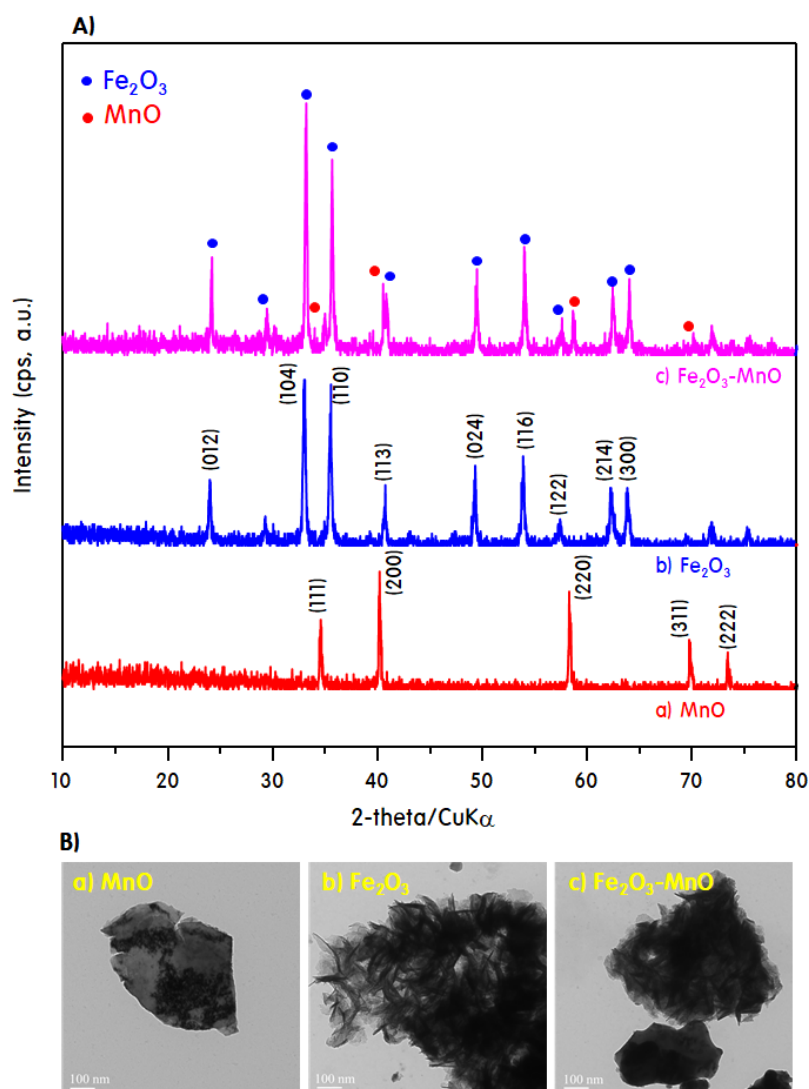 A)
Fe₂O₃
MnO
c) Fe₂O₃-MnO
(012)
(104)
(110)
(113)
(024)
(116)
(122)
(214)
(300)
b) Fe₂O₃
(111)
(200)
(220)
(311)
(222)
a) MnO
Intensity (cps, a.u.)
10 20 30 40 50 60 70 80
2-theta/CuKα
B)
a) MnO
b) Fe₂O₃
c) Fe₂O₃-MnO
100 nm
100 nm
100 nm